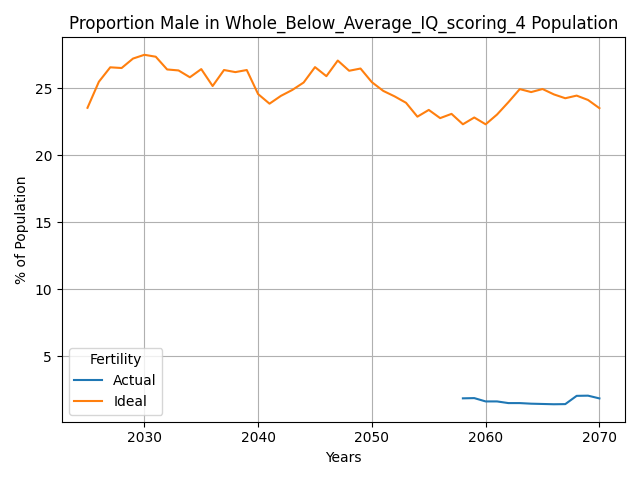 Proportion Male in Whole_Below_Average_IQ_scoring_4 Population
% of Population
25
20
15
10
5
Fertility
Actual
Ideal
2030 2040 2050 2060 2070
Years